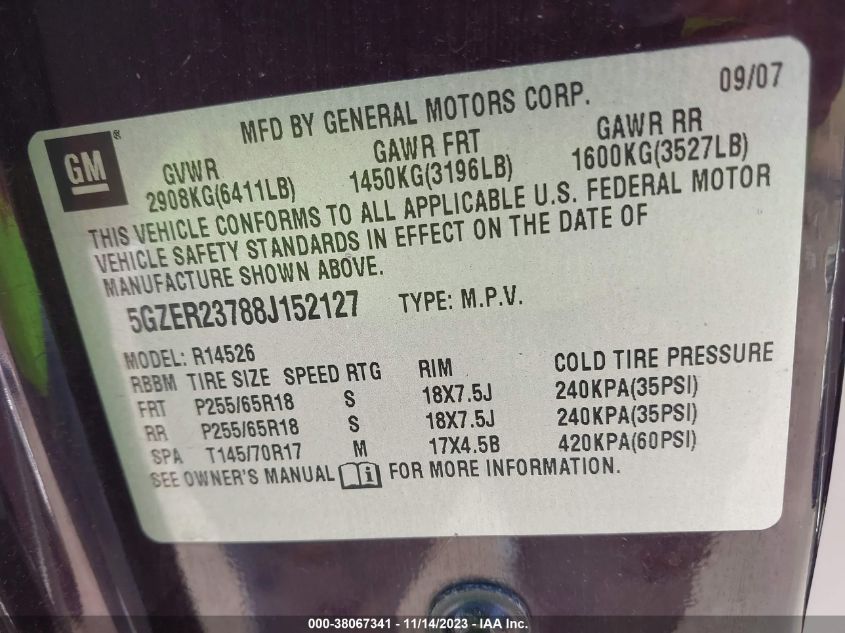 09/07
MFD BY GENERAL MOTORS CORP.
GM®
GVWR GAWR FRT GAWR RR
2908KG(6411LB) 1450KG(3196LB) 1600KG(3527LB)
THIS VEHICLE CONFORMS TO ALL APPLICABLE U.S. FEDERAL MOTOR
VEHICLE SAFETY STANDARDS IN EFFECT ON THE DATE OF
MANUFACTURE SHOWN ABOVE.
5GZER23788J152127 TYPE: M.P.V.
MODEL: R14526
RBBM TIRE SIZE SPEED RTG RIM COLD TIRE PRESSURE
FRT P255/65R18 S 18X7.5J 240KPA(35PSI)
RR P255/65R18 S 18X7.5J 240KPA(35PSI)
SPA T145/70R17 M 17X4.5B 420KPA(60PSI)
SEE OWNER'S MANUAL i FOR MORE INFORMATION.
000-38067341 - 11/14/2023 - IAA, Inc.